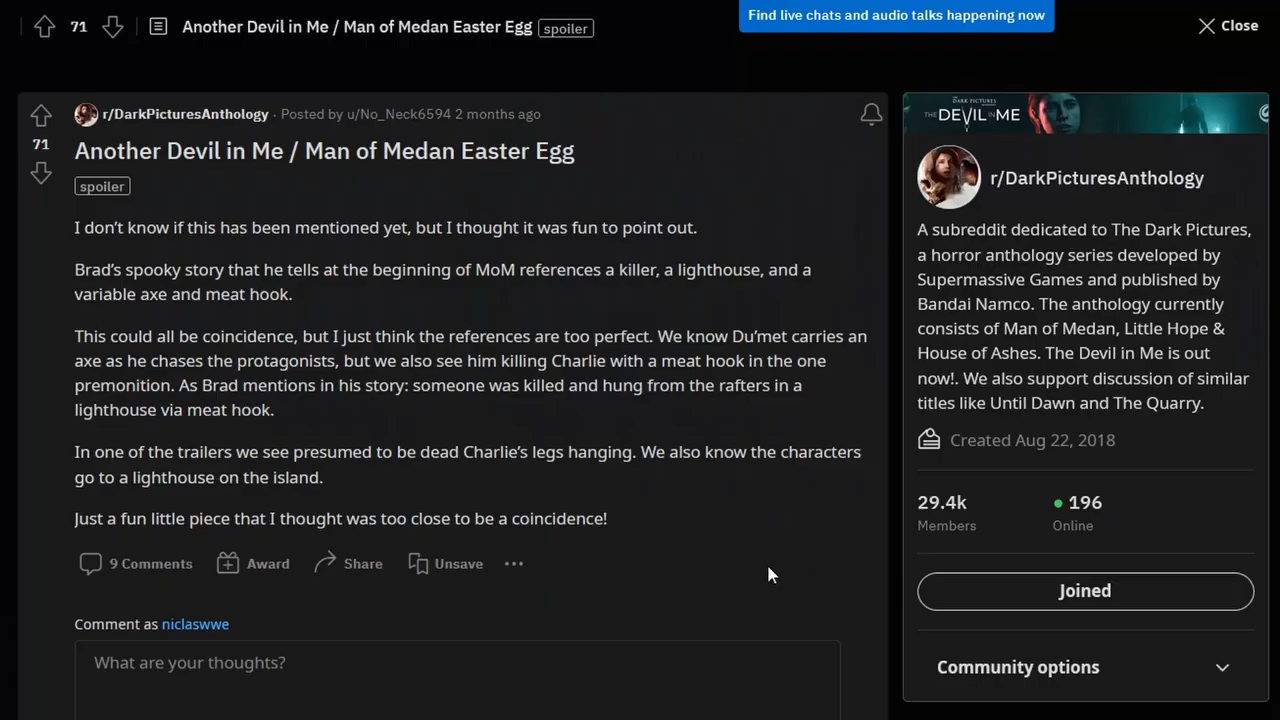 71
Another Devil in Me / Man of Medan Easter Egg spoiler
Find live chats and audio talks happening now
Close
r/DarkPicturesAnthology · Posted by u/No_Neck6594 2 months ago
71
Another Devil in Me / Man of Medan Easter Egg
spoiler
I don’t know if this has been mentioned yet, but I thought it was fun to point out.
Brad’s spooky story that he tells at the beginning of MoM references a killer, a lighthouse, and a
variable axe and meat hook.
This could all be coincidence, but I just think the references are too perfect. We know Du’met carries an
axe as he chases the protagonists, but we also see him killing Charlie with a meat hook in the one
premonition. As Brad mentions in his story: someone was killed and hung from the rafters in a
lighthouse via meat hook.
In one of the trailers we see presumed to be dead Charlie’s legs hanging. We also know the characters
go to a lighthouse on the island.
Just a fun little piece that I thought was too close to be a coincidence!
9 Comments Award Share Unsave
Comment as niclaswwe
What are your thoughts?
THE DARK PICTURES
THE DEVIL IN ME
r/DarkPicturesAnthology
A subreddit dedicated to The Dark Pictures,
a horror anthology series developed by
Supermassive Games and published by
Bandai Namco. The anthology currently
consists of Man of Medan, Little Hope &
House of Ashes. The Devil in Me is out
now!. We also support discussion of similar
titles like Until Dawn and The Quarry.
Created Aug 22, 2018
29.4k 196
Members Online
Joined
Community options